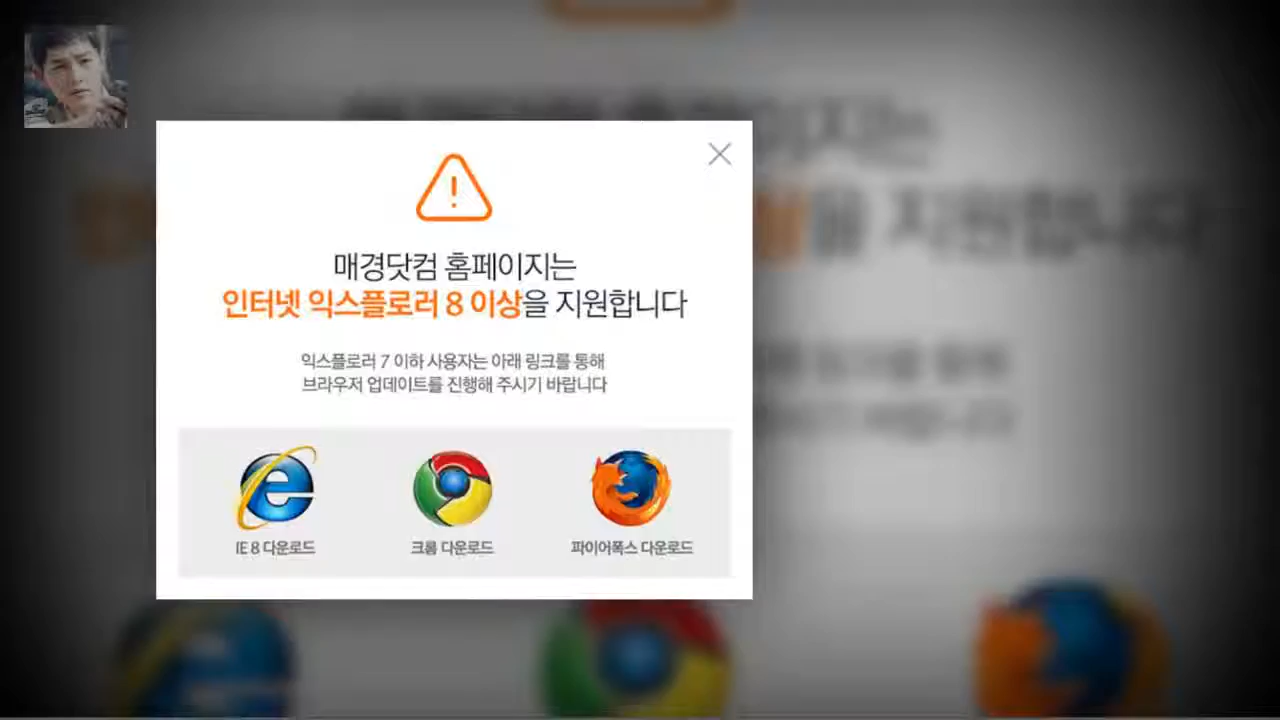 매경닷컴 홈페이지는
인터넷 익스플로러 8 이상을 지원합니다
익스플로러 7 이하 사용자는 아래 링크를 통해
브라우저 업데이트를 진행해 주시기 바랍니다
IE 8 다운로드
크롬 다운로드
파이어폭스 다운로드